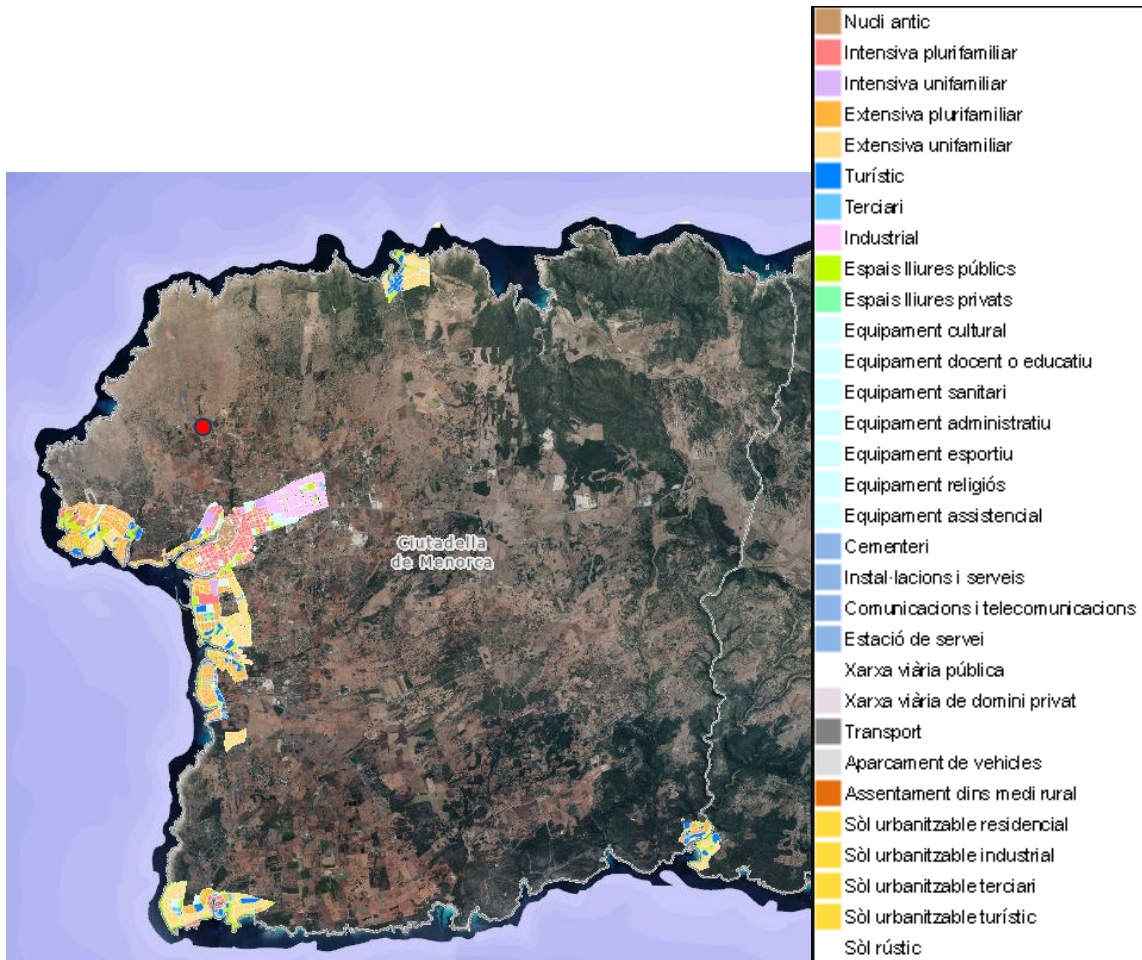 Nucli antic
Intensiva plurifamiliar
Intensiva unifamiliar
Extensiva plurifamiliar
Extensiva unifamiliar
Turístic
Terciari
Industrial
Espais lliures públics
Espais lliures privats
Equipament cultural
Equipament docent o educatiu
Equipament sanitari
Equipament administratiu
Equipament esportiu
Equipament religiós
Equipament assistencial
Cementeri
Instal·lacions i serveis
Comunicacions i telecomunicacions
Estació de servei
Xarxa viària pública
Xarxa viària de domini privat
Transport
Aparcament de vehicles
Assentament dins medi rural
Sòl urbanitzable residencial
Sòl urbanitzable industrial
Sòl urbanitzable terciari
Sòl urbanitzable turístic
Sòl rústic
Ciutadella
de Menorca